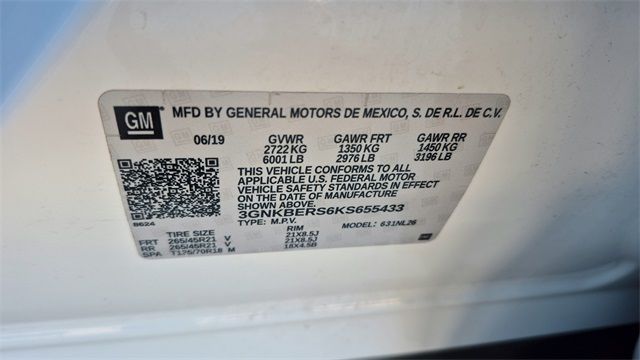 GM MFD BY GENERAL MOTORS DE MEXICO, S. DE R.L. DE C.V.
06/19 GVWR GAWR FRT GAWR RR
2722 KG 1350 KG 1450 KG
6001 LB 2976 LB 3196 LB
THIS VEHICLE CONFORMS TO ALL
APPLICABLE U.S. FEDERAL MOTOR
VEHICLE SAFETY STANDARDS IN EFFECT
ON THE DATE OF MANUFACTURE
SHOWN ABOVE.
3GNKBERS6KS655433
8624 TYPE: M.P.V. MODEL: 631NL26
TIRE SIZE RIM
FRT 265/45R21 V 21X8.5J
RR 265/45R21 V 21X8.5J
SPA T175/70R18 M 18X4.5B